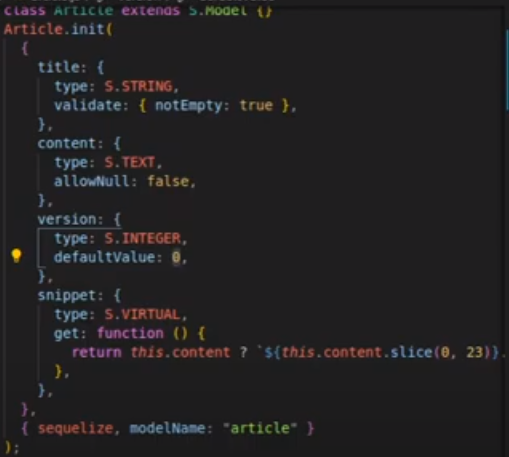 class Article extends S.Model {}
Article.init(
  {
    title: {
      type: S.STRING,
      validate: { notEmpty: true },
    },
    content: {
      type: S.TEXT,
      allowNull: false,
    },
    version: {
      type: S.INTEGER,
      defaultValue: 0,
    },
    snippet: {
      type: S.VIRTUAL,
      get: function () {
        return this.content ? `${this.content.slice(0, 23)}.
      },
    },
  },
  { sequelize, modelName: "article" }
);